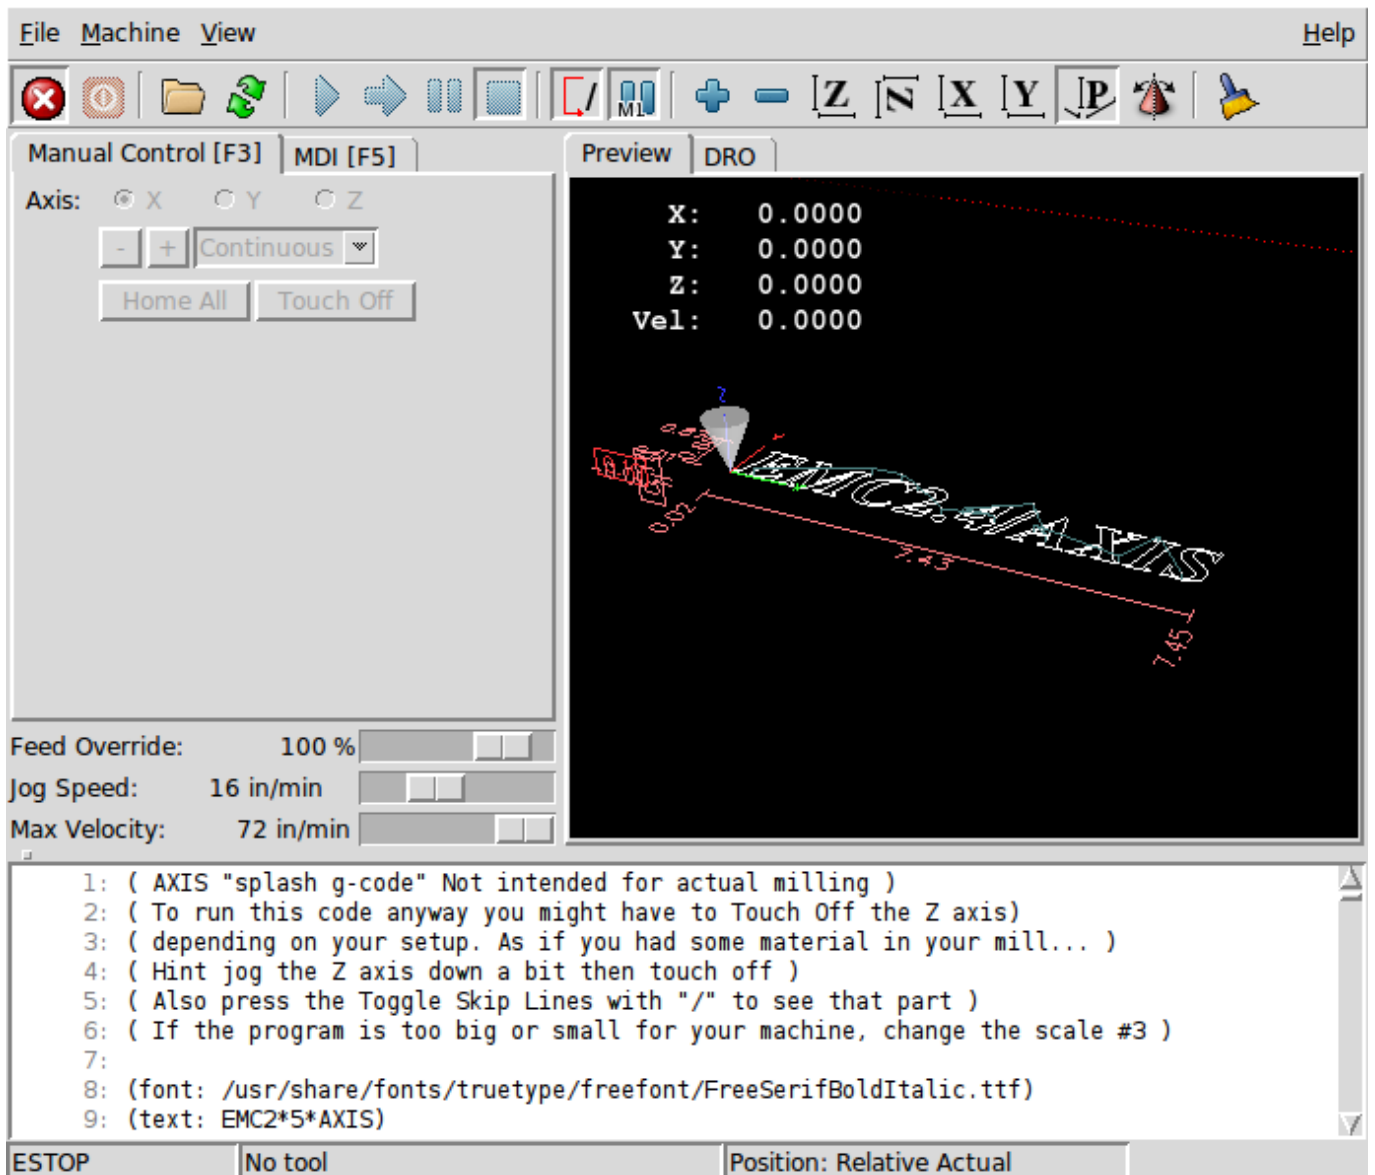 File Machine View Help
M1 Z N X Y P
Manual Control [F3] MDI [F5] Preview DRO
Axis: X Y Z
- + Continuous
Home All Touch Off
X: 0.0000
Y: 0.0000
Z: 0.0000
Vel: 0.0000
Z
EMC2.4/AXIS
0.02
7.43
7.45
Feed Override: 100 %
Jog Speed: 16 in/min
Max Velocity: 72 in/min
1: ( AXIS "splash g-code" Not intended for actual milling )
2: ( To run this code anyway you might have to Touch Off the Z axis)
3: ( depending on your setup. As if you had some material in your mill... )
4: ( Hint jog the Z axis down a bit then touch off )
5: ( Also press the Toggle Skip Lines with "/" to see that part )
6: ( If the program is too big or small for your machine, change the scale #3 )
7:
8: (font: /usr/share/fonts/truetype/freefont/FreeSerifBoldItalic.ttf)
9: (text: EMC2*5*AXIS)
ESTOP No tool Position: Relative Actual